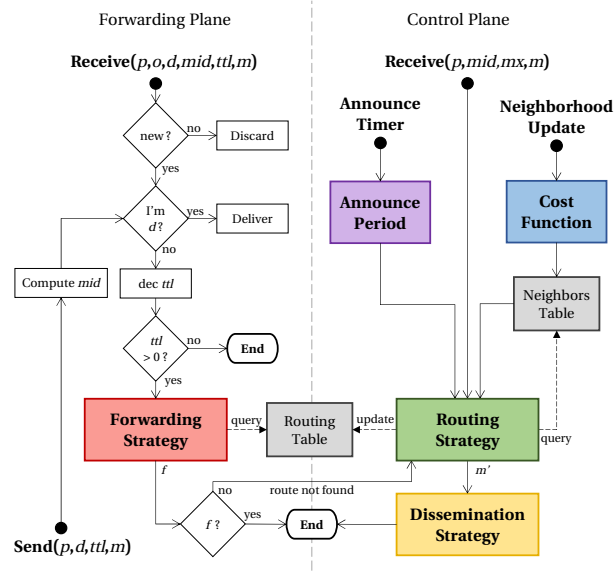 Forwarding Plane
Control Plane
Receive(p,o,d,mid,ttl,m)
Receive(p,mid,mx,m)
Announce
Timer
Neighborhood
Update
new?
no
Discard
yes
I'm
d?
yes
Deliver
no
Announce
Period
Cost
Function
Compute mid
dec ttl
Neighbors
Table
ttl
> 0?
no
End
yes
Forwarding
Strategy
query
Routing
Table
update
Routing
Strategy
query
f
m'
no
route not found
f?
yes
End
Dissemination
Strategy
Send(p,d,ttl,m)